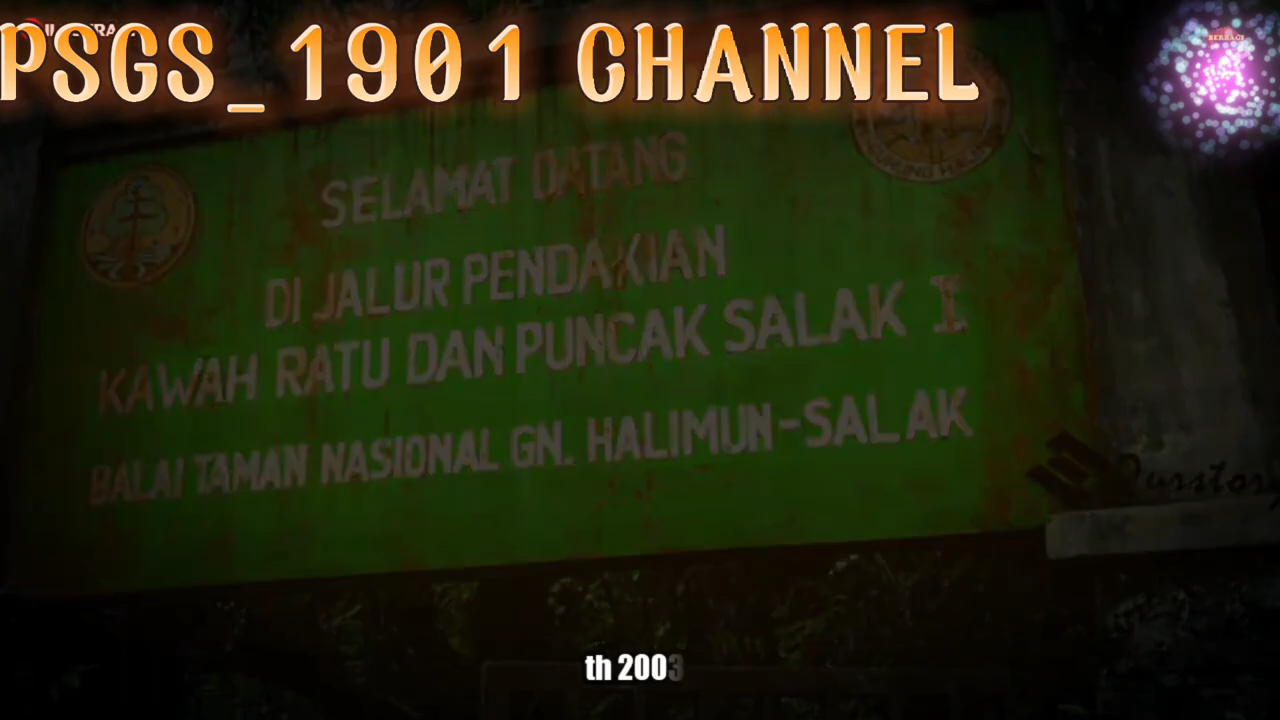 PSGS_1901 CHANNEL
SELAMAT DATANG
DI JALUR PENDAKIAN
KAWAH RATU DAN PUNCAK SALAK I
BALAI TAMAN NASIONAL GN. HALIMUN-SALAK
th 2003